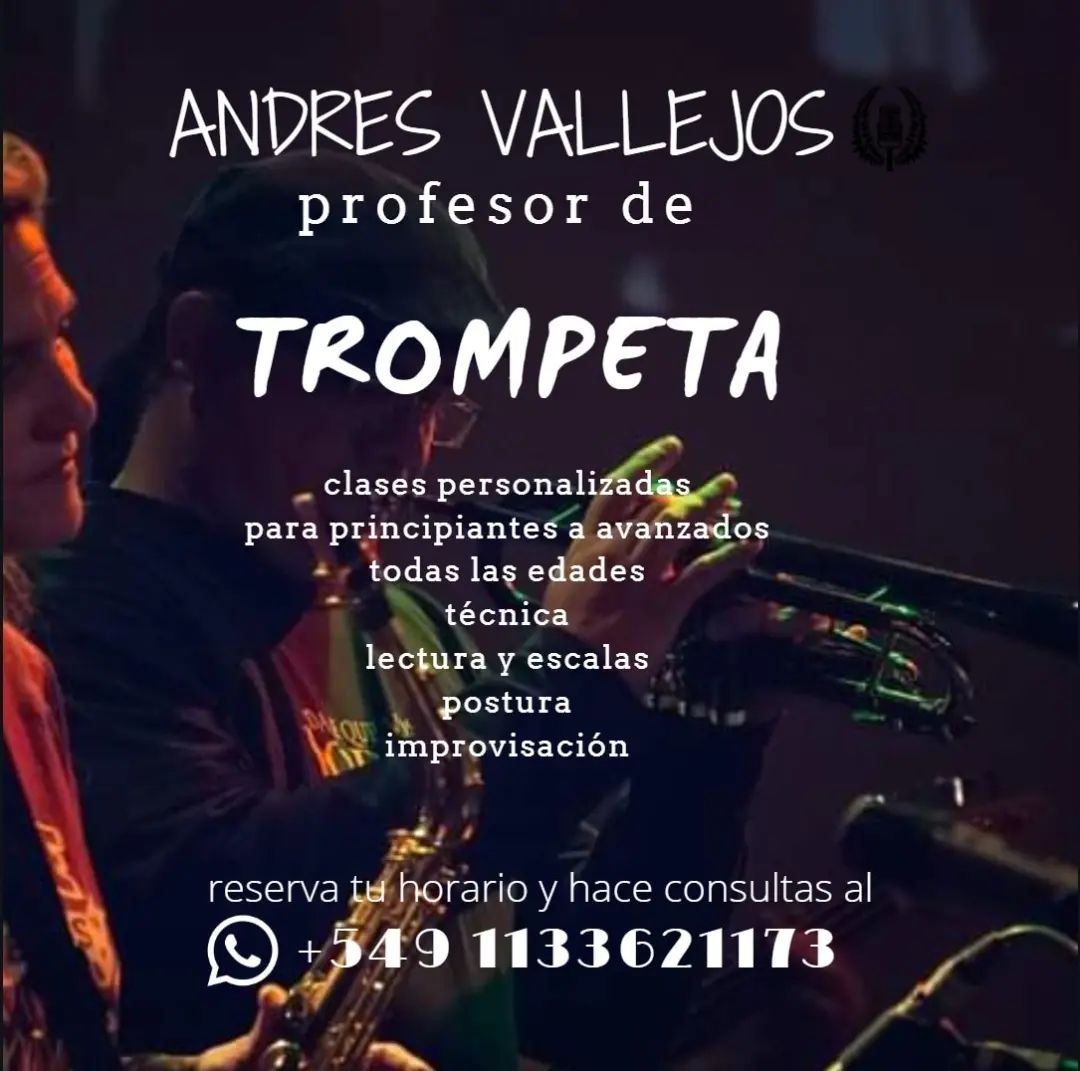 ANDRES VALLEJOS
profesor de
TROMPETA
clases personalizadas
para principiantes a avanzados
todas las edades
técnica
lectura y escalas
postura
improvisación
reserva tu horario y hace consultas al
+549 1133621173